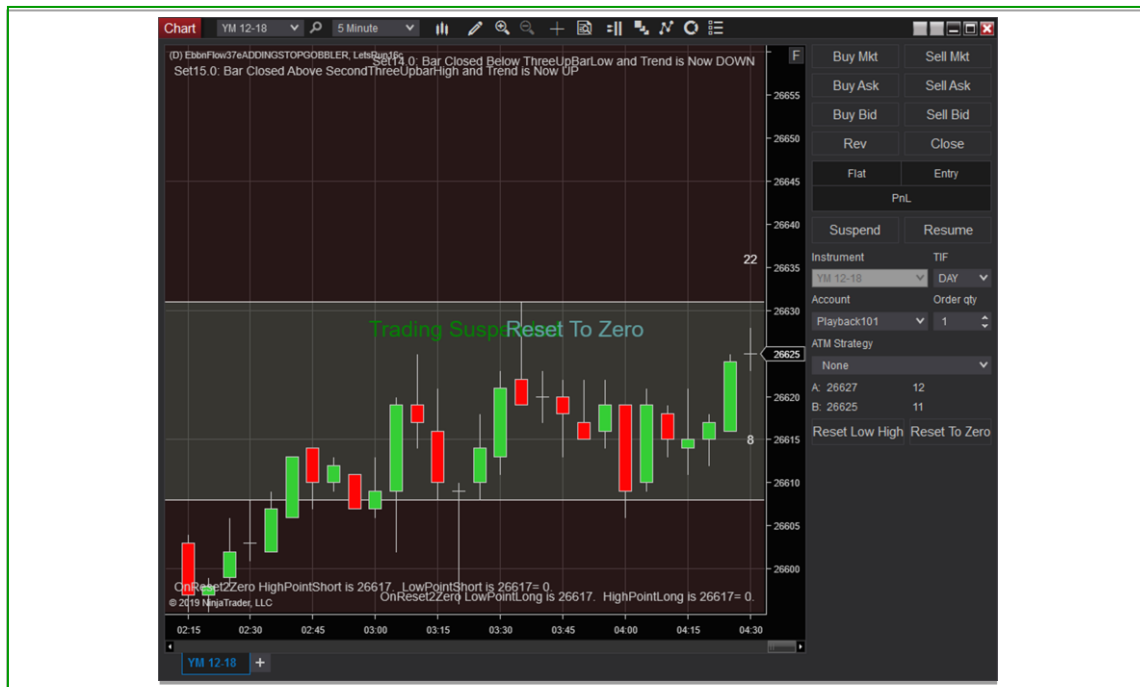 Chart YM 12-18 5 Minute
(D) EbbnFlow37eADDINGSTOPGOBBLER, LetsRun16c
Set14.0: Bar Closed Below ThreeUpBarLow and Trend is Now DOWN
Set15.0: Bar Closed Above SecondThreeUpbarHigh and Trend is Now UP
F
26655
26650
26645
26640
22
26635
26630
Trading Suspended
Reset To Zero
26625
26620
8
26615
26610
26605
26600
OnReset2Zero HighPointShort is 26617. LowPointShort is 26617= 0.
OnReset2Zero LowPointLong is 26617. HighPointLong is 26617= 0.
© 2019 NinjaTrader, LLC
02:15 02:30 02:45 03:00 03:15 03:30 03:45 04:00 04:15 04:30
YM 12-18 +
Buy Mkt Sell Mkt
Buy Ask Sell Ask
Buy Bid Sell Bid
Rev Close
Flat Entry
PnL
Suspend Resume
Instrument TIF
YM 12-18 DAY
Account Order qty
Playback101 1
ATM Strategy
None
A: 26627 12
B: 26625 11
Reset Low High Reset To Zero